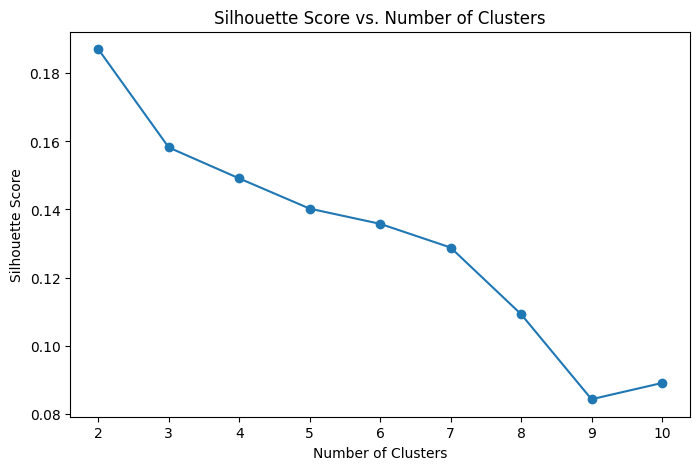 Silhouette Score vs. Number of Clusters
Silhouette Score
0.18
0.16
0.14
0.12
0.10
0.08
2 3 4 5 6 7 8 9 10
Number of Clusters